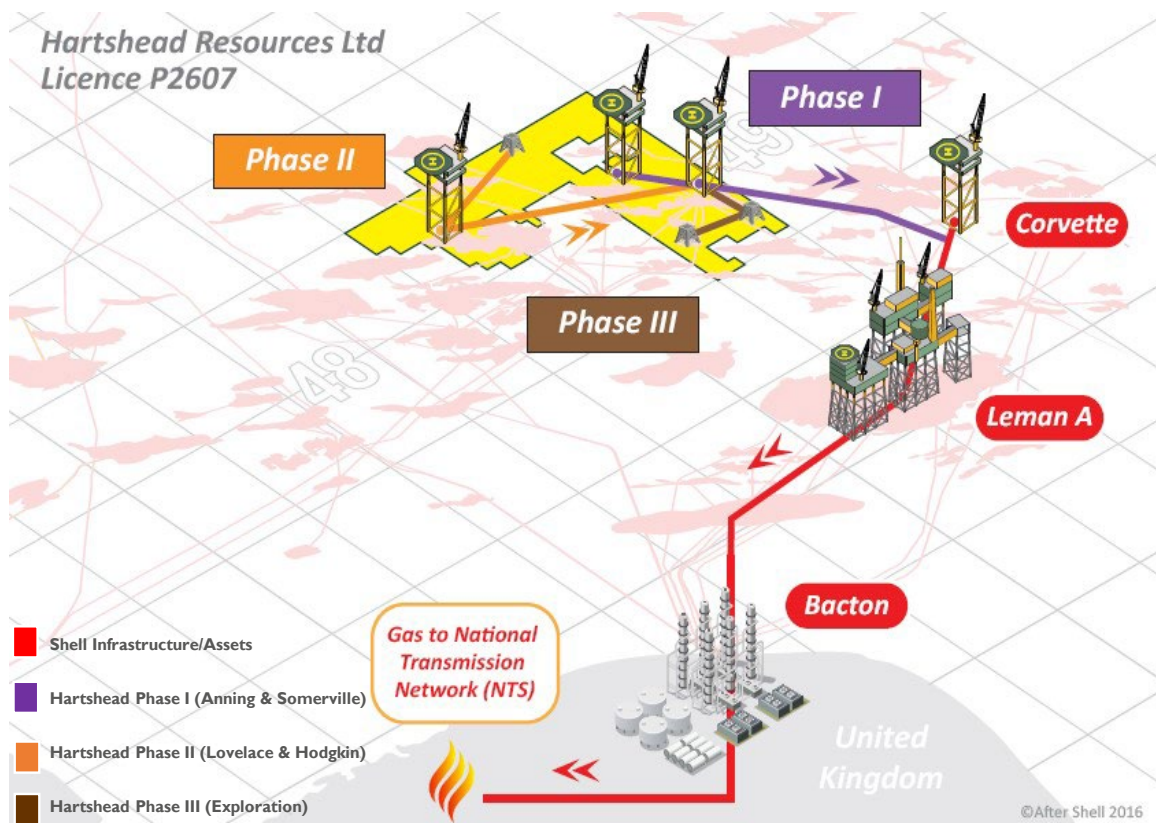 Hartshead Resources Ltd
Licence P2607
Phase I
49
Phase II
Corvette
Phase III
48
Leman A
Bacton
Gas to National
Transmission
Network (NTS)
Shell Infrastructure/Assets
Hartshead Phase I (Anning & Somerville)
Hartshead Phase II (Lovelace & Hodgkin)
Hartshead Phase III (Exploration)
United
Kingdom
©After Shell 2016